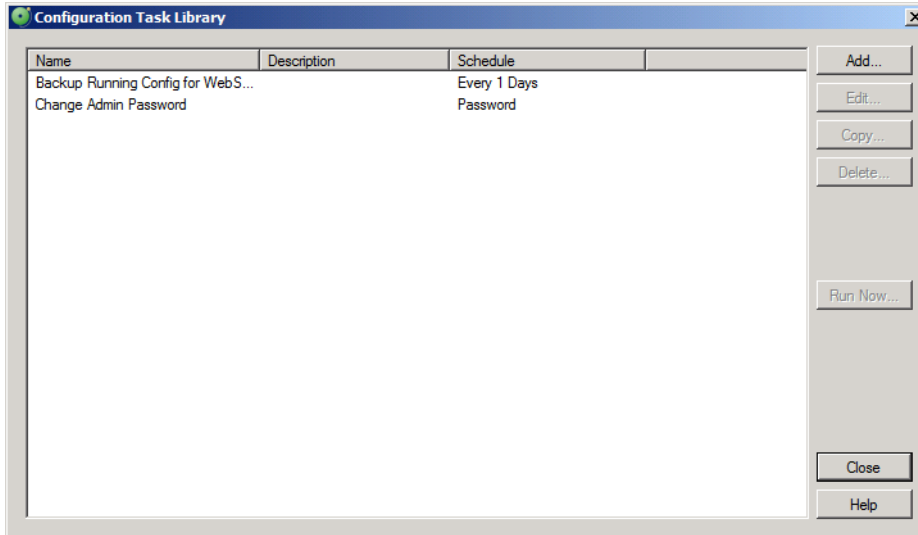 Configuration Task Library
Name Description Schedule
Backup Running Config for WebS... Every 1 Days
Change Admin Password Password
Add...
Edit...
Copy...
Delete...
Run Now...
Close
Help